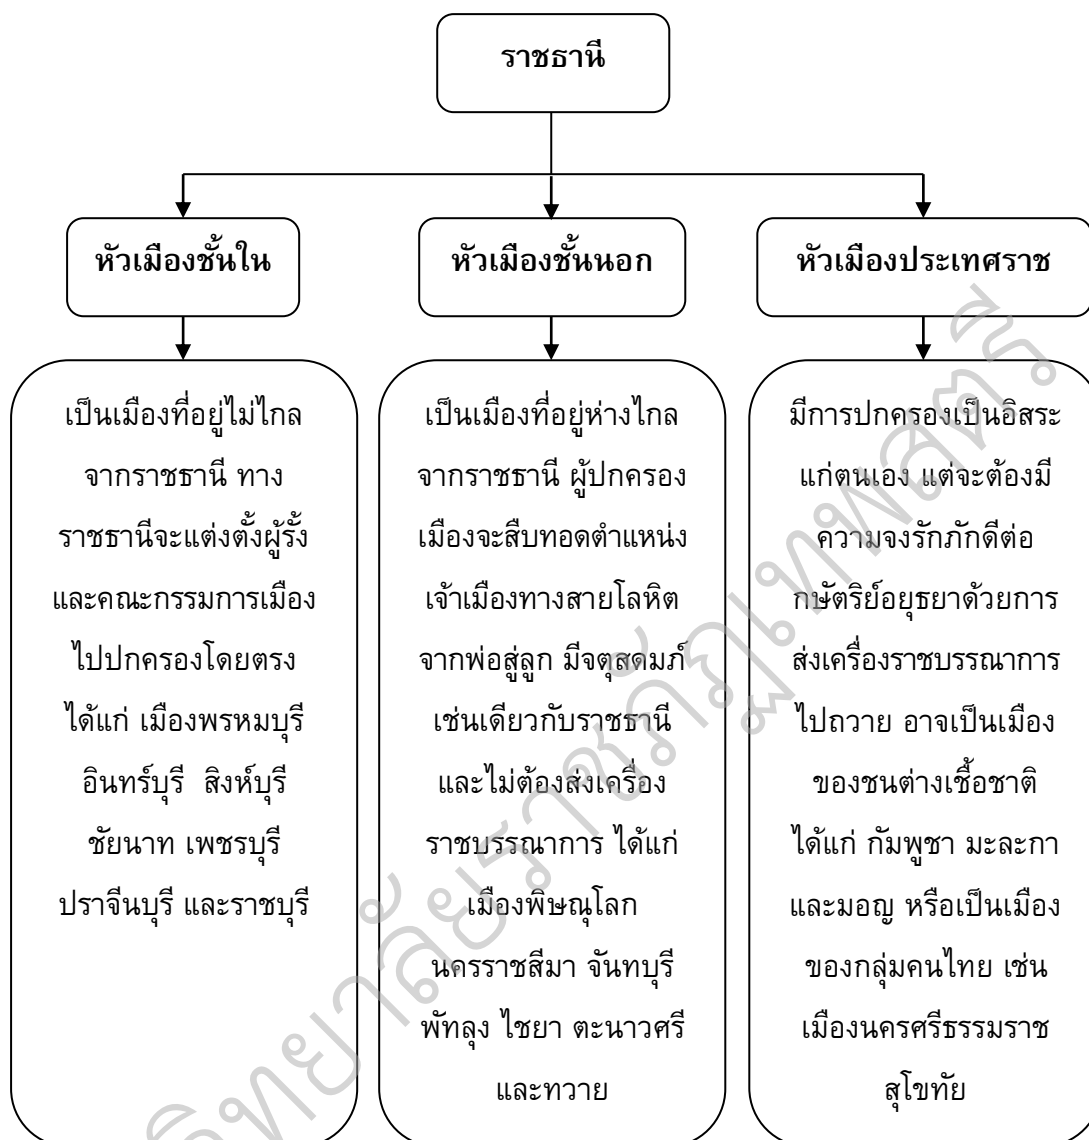 ราชธานี
หัวเมืองชั้นใน
หัวเมืองชั้นนอก
หัวเมืองประเทศราช
เป็นเมืองที่อยู่ไม่ไกล
จากราชธานี ทาง
ราชธานีจะแต่งตั้งผู้รั้ง
และคณะกรรมการเมือง
ไปปกครองโดยตรง
ได้แก่ เมืองพรหมบุรี
อินทร์บุรี สิงห์บุรี
ชัยนาท เพชรบุรี
ปราจีนบุรี และราชบุรี
เป็นเมืองที่อยู่ห่างไกล
จากราชธานี ผู้ปกครอง
เมืองจะสืบทอดตำแหน่ง
เจ้าเมืองทางสายโลหิต
จากพ่อสู่ลูก มีจตุสดมภ์
เช่นเดียวกับราชธานี
และไม่ต้องส่งเครื่อง
ราชบรรณาการ ได้แก่
เมืองพิษณุโลก
นครราชสีมา จันทบุรี
พัทลุง ไชยา ตะนาวศรี
และทวาย
มีการปกครองเป็นอิสระ
แก่ตนเอง แต่จะต้องมี
ความจงรักภักดีต่อ
กษัตริย์อยุธยาด้วยการ
ส่งเครื่องราชบรรณาการ
ไปถวาย อาจเป็นเมือง
ของชนต่างเชื้อชาติ
ได้แก่ กัมพูชา มะละกา
และมอญ หรือเป็นเมือง
ของกลุ่มคนไทย เช่น
เมืองนครศรีธรรมราช
สุโขทัย
วิทยาลัยราชภัฏเทพสตรี